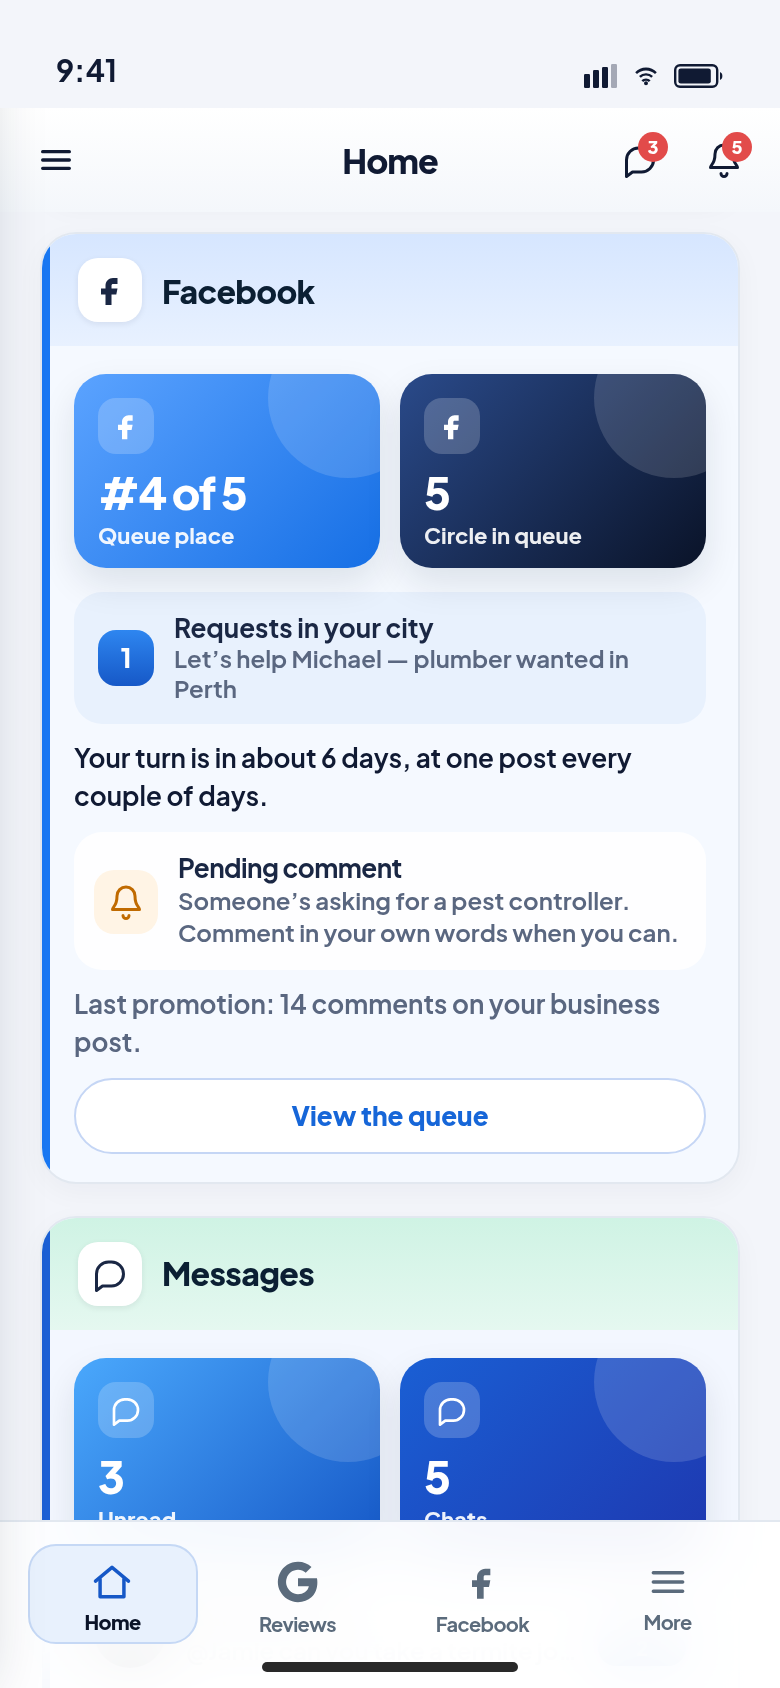 9:41
Home
3
5
Facebook
#4 of 5
Queue place
5
Circle in queue
1
Requests in your city
Let's help Michael — plumber wanted in
Perth
Your turn is in about 6 days, at one post every
couple of days.
Pending comment
Someone's asking for a pest controller.
Comment in your own words when you can.
Last promotion: 14 comments on your business
post.
View the queue
Messages
3
Unread
5
Chats
Home
Reviews
Facebook
More